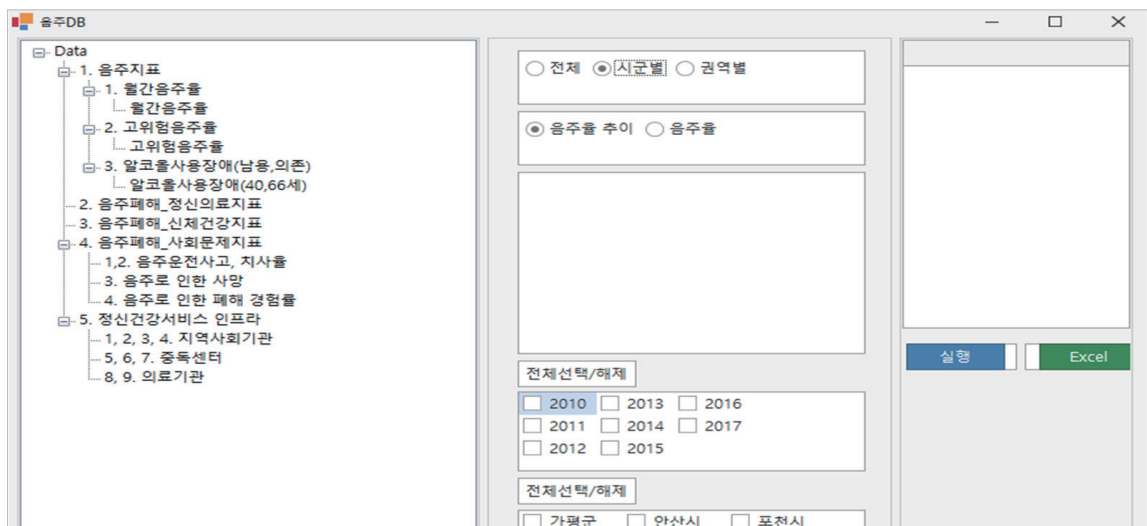 음주DB
Data
1. 음주지표
1. 월간음주율
월간음주율
2. 고위험음주율
고위험음주율
3. 알코올사용장애(남용,의존)
알코올사용장애(40,66세)
2. 음주폐해_정신의료지표
3. 음주폐해_신체건강지표
4. 음주폐해_사회문제지표
1,2. 음주운전사고, 치사율
3. 음주로 인한 사망
4. 음주로 인한 폐해 경험률
5. 정신건강서비스 인프라
1, 2, 3, 4. 지역사회기관
5, 6, 7. 중독센터
8, 9. 의료기관
전체 시군별 권역별
음주율 추이 음주율
전체선택/해제
2010 2013 2016
2011 2014 2017
2012 2015
전체선택/해제
가평군 안산시 포천시
실행 Excel